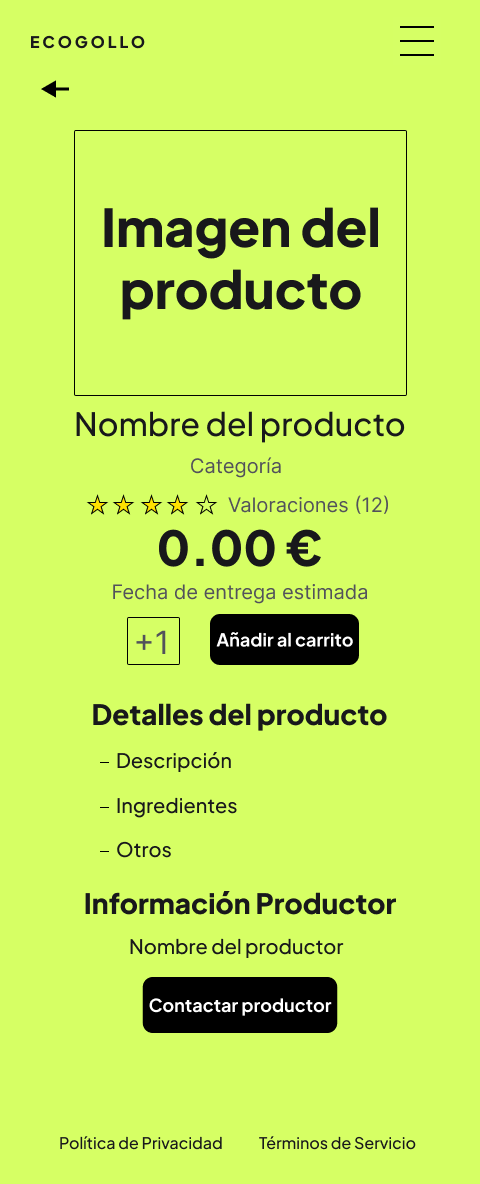 ECOGOLLO
Imagen del
producto
Nombre del producto
Categoría
Valoraciones (12)
0.00 €
Fecha de entrega estimada
+1 Añadir al carrito
Detalles del producto
– Descripción
– Ingredientes
– Otros
Información Productor
Nombre del productor
Contactar productor
Política de Privacidad Términos de Servicio